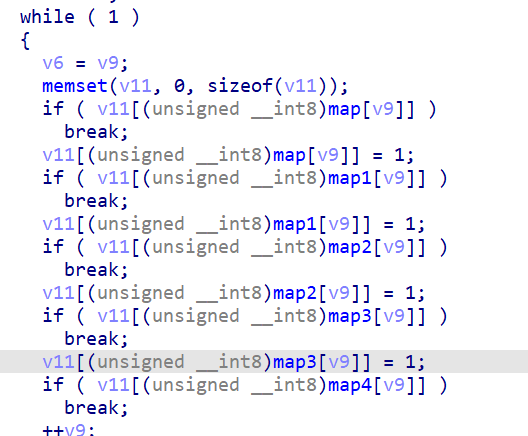 while ( 1 )
{
v6 = v9;
memset(v11, 0, sizeof(v11));
if ( v11[(unsigned __int8)map[v9]] )
break;
v11[(unsigned __int8)map[v9]] = 1;
if ( v11[(unsigned __int8)map1[v9]] )
break;
v11[(unsigned __int8)map1[v9]] = 1;
if ( v11[(unsigned __int8)map2[v9]] )
break;
v11[(unsigned __int8)map2[v9]] = 1;
if ( v11[(unsigned __int8)map3[v9]] )
break;
v11[(unsigned __int8)map3[v9]] = 1;
if ( v11[(unsigned __int8)map4[v9]] )
break;
++v9;